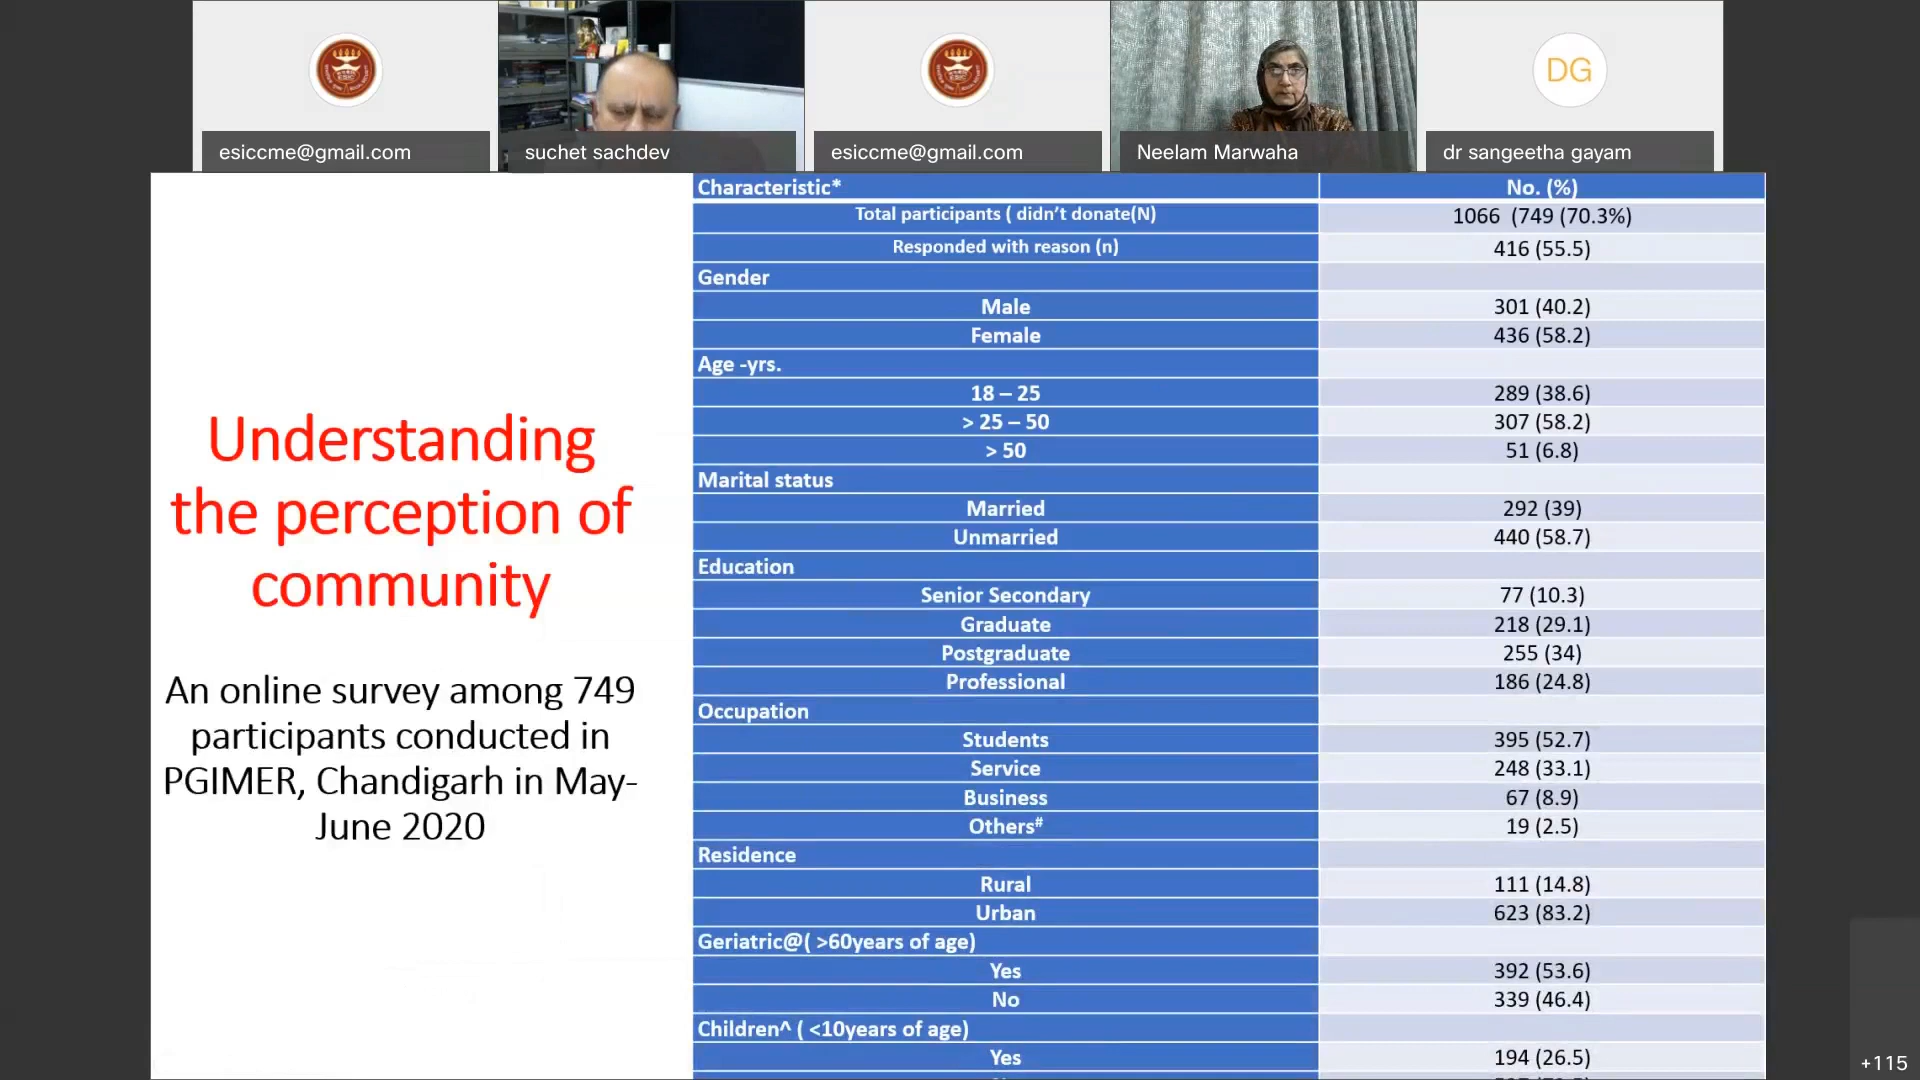 esiccme@gmail.com
suchet sachdev
esiccme@gmail.com
Neelam Marwaha
DG
dr sangeetha gayam
Understanding
the perception of
community
An online survey among 749
participants conducted in
PGIMER, Chandigarh in May-
June 2020
Characteristic* No. (%)
Total participants ( didn’t donate(N) 1066 (749 (70.3%)
Responded with reason (n) 416 (55.5)
Gender
Male 301 (40.2)
Female 436 (58.2)
Age -yrs.
18 – 25 289 (38.6)
> 25 – 50 307 (58.2)
> 50 51 (6.8)
Marital status
Married 292 (39)
Unmarried 440 (58.7)
Education
Senior Secondary 77 (10.3)
Graduate 218 (29.1)
Postgraduate 255 (34)
Professional 186 (24.8)
Occupation
Students 395 (52.7)
Service 248 (33.1)
Business 67 (8.9)
Others# 19 (2.5)
Residence
Rural 111 (14.8)
Urban 623 (83.2)
Geriatric@( >60years of age)
Yes 392 (53.6)
No 339 (46.4)
Children^ ( <10years of age)
Yes 194 (26.5)
+115